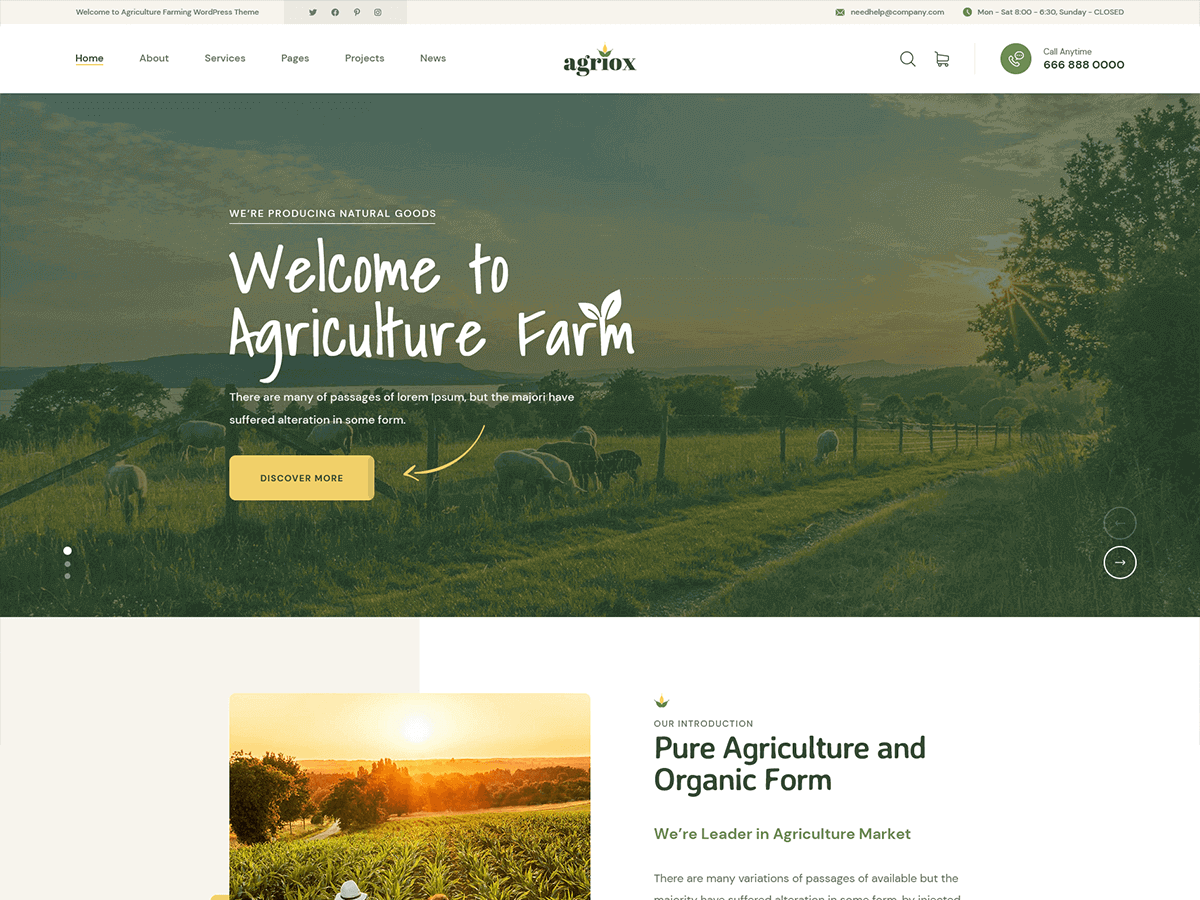 Welcome to Agriculture Farming WordPress Theme
needhelp@company.com
Mon - Sat 8:00 - 6:30, Sunday - CLOSED
Home About Services Pages Projects News
agriox
Call Anytime
666 888 0000
WE'RE PRODUCING NATURAL GOODS
Welcome to
Agriculture Farm
There are many of passages of lorem Ipsum, but the majori have
suffered alteration in some form.
DISCOVER MORE
OUR INTRODUCTION
Pure Agriculture and
Organic Form
We're Leader in Agriculture Market
There are many variations of passages of available but the
majority have suffered alteration in some form, by injected